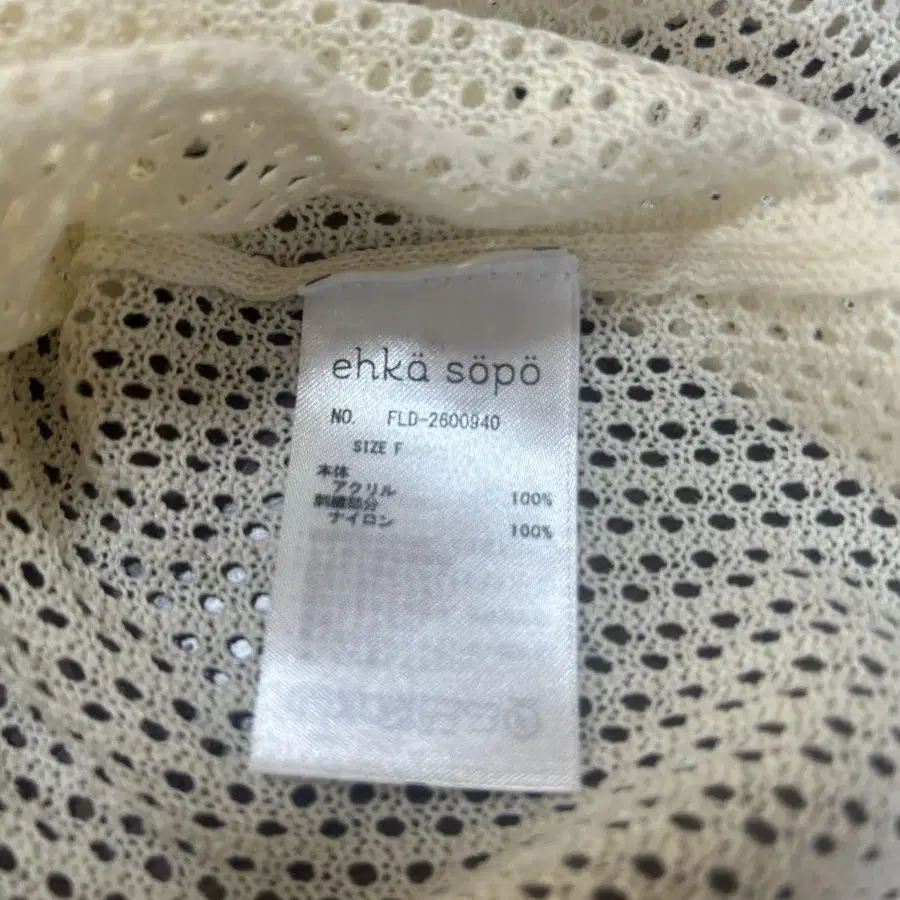 ehkä söpö
NO. FLD-2600940
SIZE F
本体
アクリル 100%
刺繍部分
ナイロン 100%